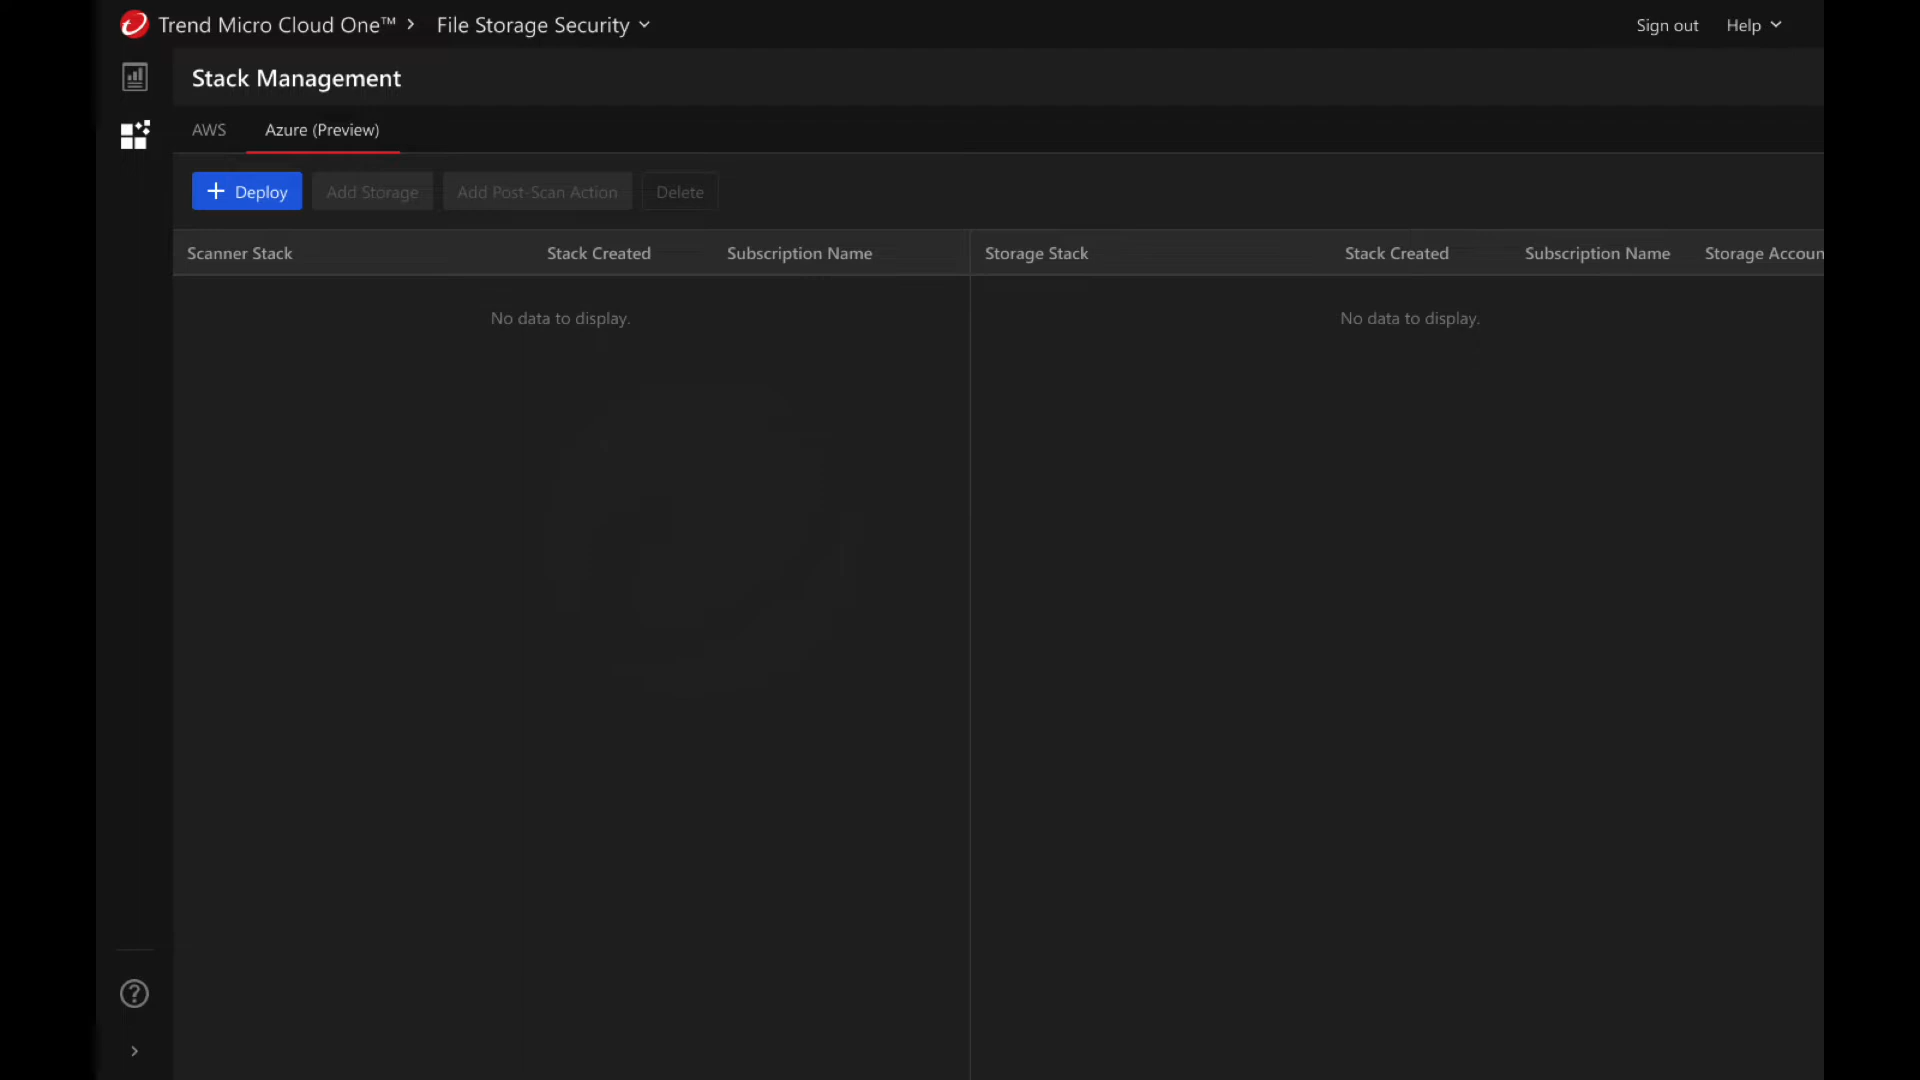 Trend Micro Cloud One™ > File Storage Security
Sign out Help
Stack Management
AWS Azure (Preview)
+ Deploy Add Storage Add Post-Scan Action Delete
Scanner Stack Stack Created Subscription Name Storage Stack Stack Created Subscription Name Storage Accoun
No data to display. No data to display.